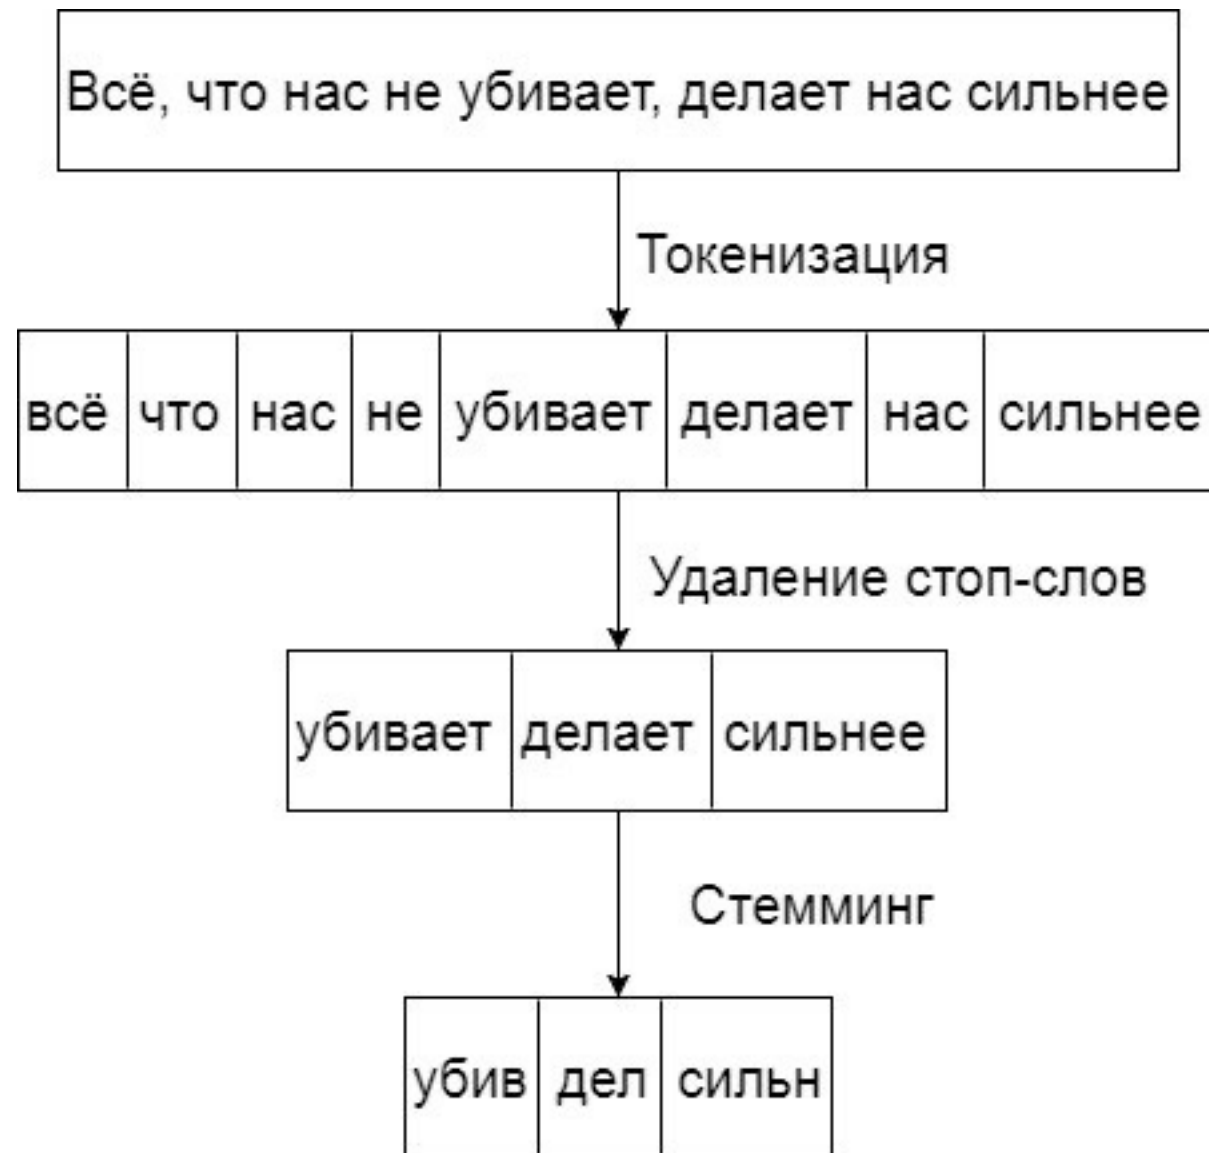 Всё, что нас не убивает, делает нас сильнее
Токенизация
всё что нас не убивает делает нас сильнее
Удаление стоп-слов
убивает делает сильнее
Стемминг
убив дел сильн